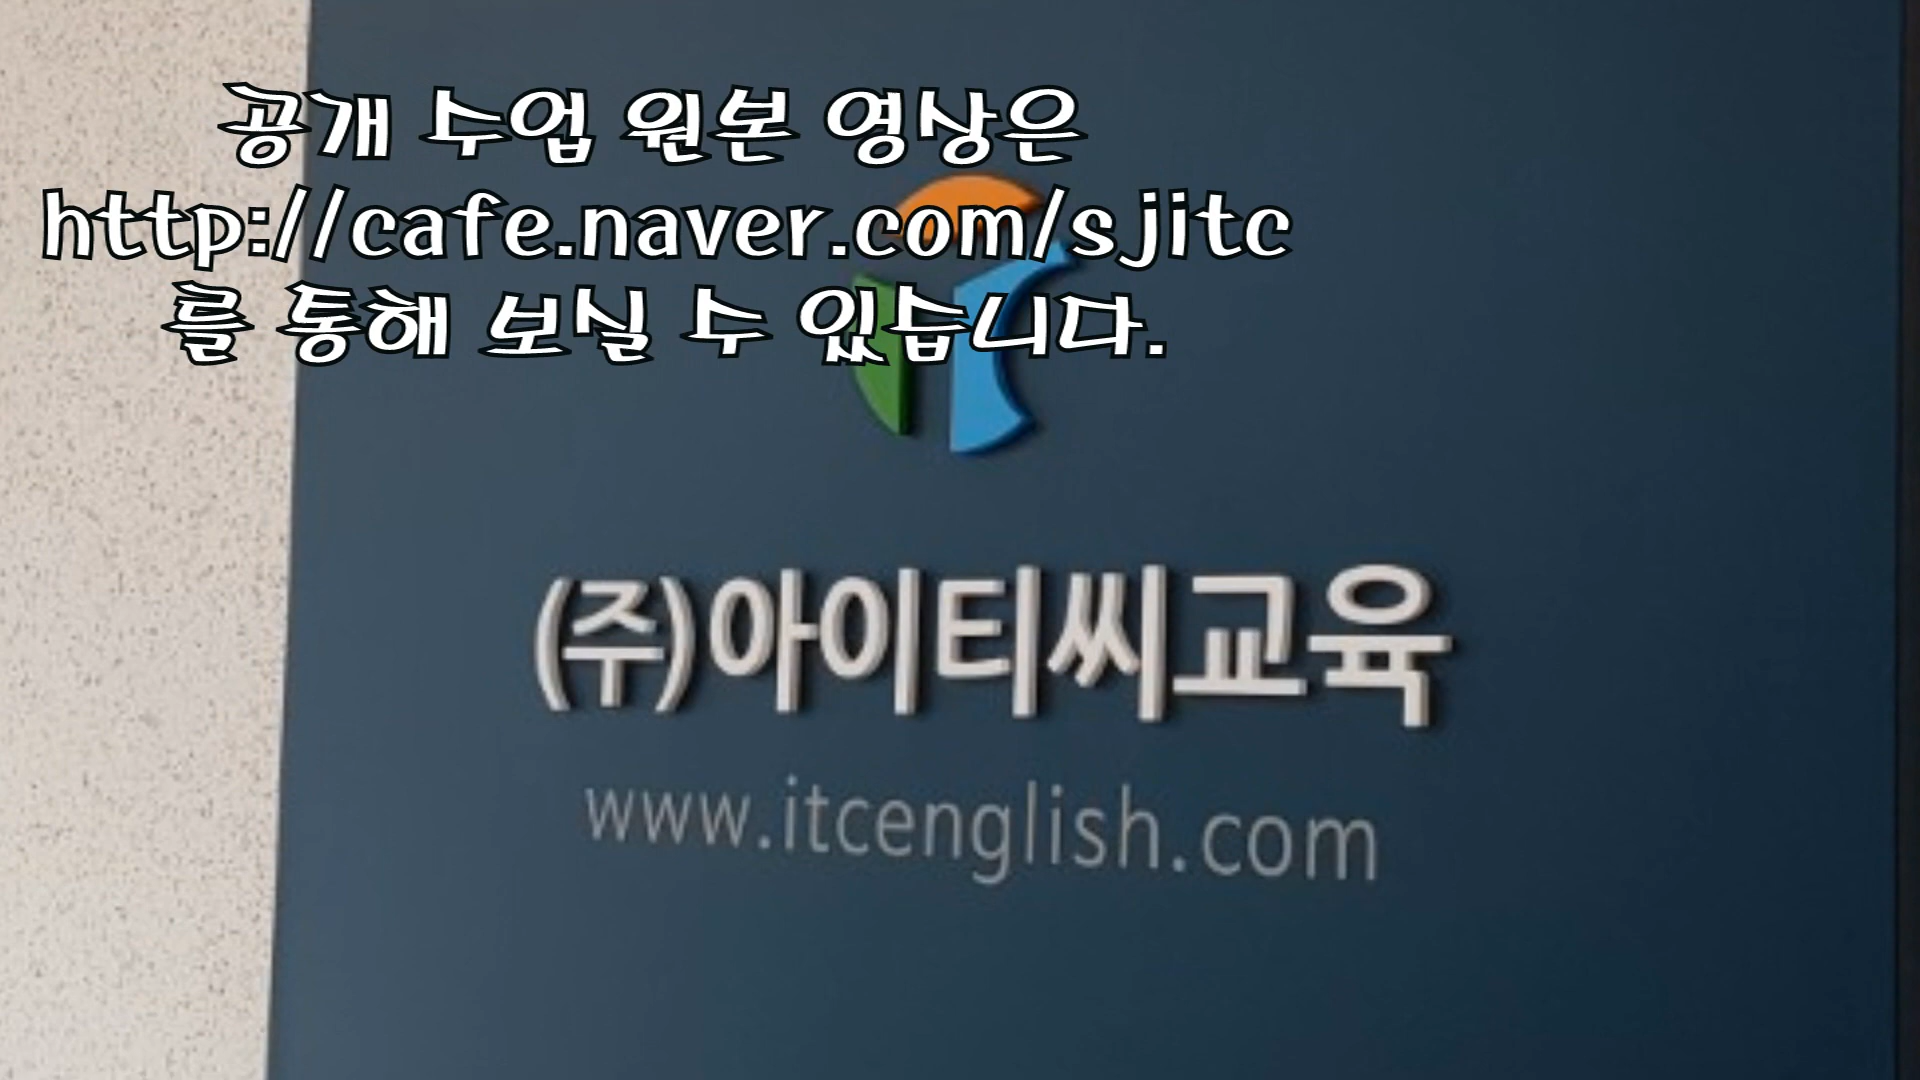 공개 수업 원본 영상은
http://cafe.naver.com/sjitc
를 통해 보실 수 있습니다.
(주)아이티씨교육
www.itcenglish.com